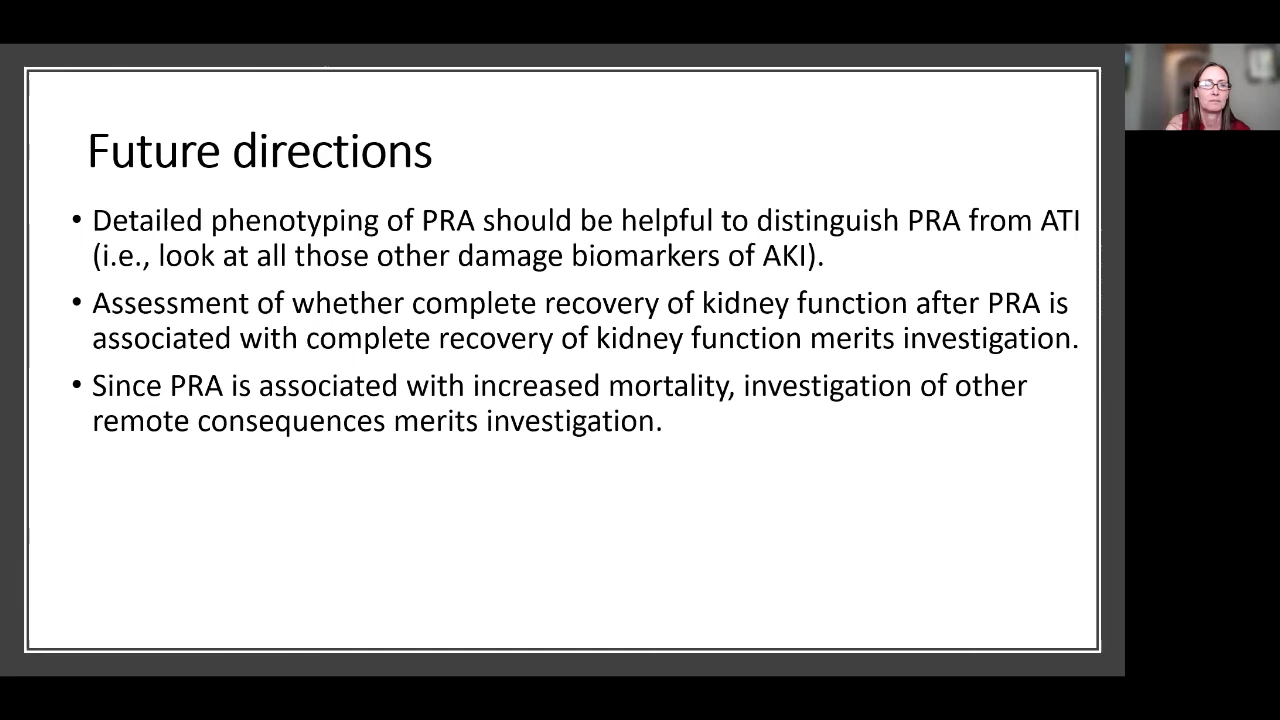 Future directions
• Detailed phenotyping of PRA should be helpful to distinguish PRA from ATI
(i.e., look at all those other damage biomarkers of AKI).
• Assessment of whether complete recovery of kidney function after PRA is
associated with complete recovery of kidney function merits investigation.
• Since PRA is associated with increased mortality, investigation of other
remote consequences merits investigation.